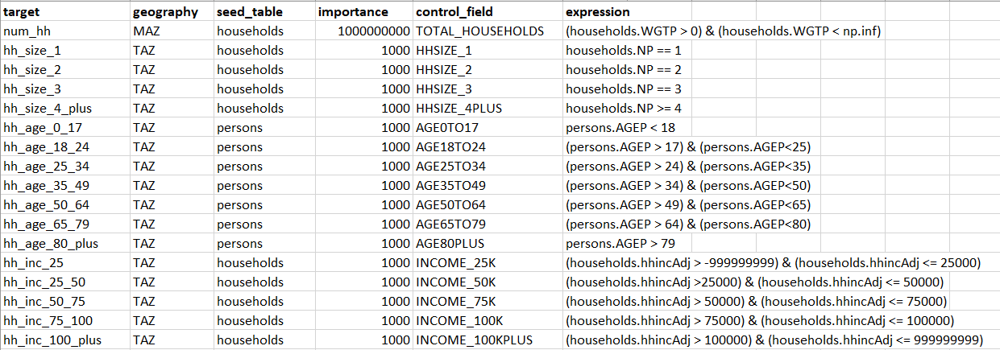 target geography seed_table importance control_field expression
num_hh MAZ households 1000000000 TOTAL_HOUSEHOLDS (households.WGTP > 0) & (households.WGTP < np.inf)
hh_size_1 TAZ households 1000 HHSIZE_1 households.NP == 1
hh_size_2 TAZ households 1000 HHSIZE_2 households.NP == 2
hh_size_3 TAZ households 1000 HHSIZE_3 households.NP == 3
hh_size_4_plus TAZ households 1000 HHSIZE_4PLUS households.NP >= 4
hh_age_0_17 TAZ persons 1000 AGE0TO17 persons.AGEP < 18
hh_age_18_24 TAZ persons 1000 AGE18TO24 (persons.AGEP > 17) & (persons.AGEP<25)
hh_age_25_34 TAZ persons 1000 AGE25TO34 (persons.AGEP > 24) & (persons.AGEP<35)
hh_age_35_49 TAZ persons 1000 AGE35TO49 (persons.AGEP > 34) & (persons.AGEP<50)
hh_age_50_64 TAZ persons 1000 AGE50TO64 (persons.AGEP > 49) & (persons.AGEP<65)
hh_age_65_79 TAZ persons 1000 AGE65TO79 (persons.AGEP > 64) & (persons.AGEP<80)
hh_age_80_plus TAZ persons 1000 AGE80PLUS persons.AGEP > 79
hh_inc_25 TAZ households 1000 INCOME_25K (households.hhincAdj > -999999999) & (households.hhincAdj <= 25000)
hh_inc_25_50 TAZ households 1000 INCOME_50K (households.hhincAdj >25000) & (households.hhincAdj <= 50000)
hh_inc_50_75 TAZ households 1000 INCOME_75K (households.hhincAdj > 50000) & (households.hhincAdj <= 75000)
hh_inc_75_100 TAZ households 1000 INCOME_100K (households.hhincAdj > 75000) & (households.hhincAdj <= 100000)
hh_inc_100_plus TAZ households 1000 INCOME_100KPLUS (households.hhincAdj > 100000) & (households.hhincAdj <= 999999999)